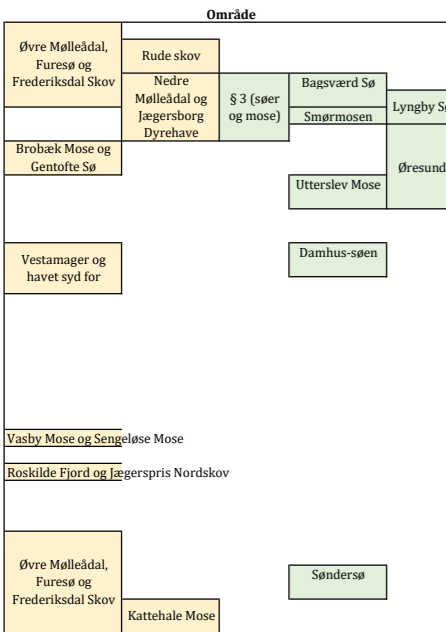 Område
Øvre Mølleådal,
Furesø og
Frederiksdal Skov
Rude skov
Nedre
Mølleådal og
Jægersborg
Dyrehave
§ 3 (søer
og mose)
Bagsværd Sø
Smørmosen
Lyngby Sø
Brobæk Mose og
Gentofte Sø
Øresund
Utterslev Mose
Vestamager og
havet syd for
Damhus-søen
Vasby Mose og Sengeløse Mose
Roskilde Fjord og Jægerspris Nordskov
Øvre Mølleådal,
Furesø og
Frederiksdal Skov
Søndersø
Kattehale Mose